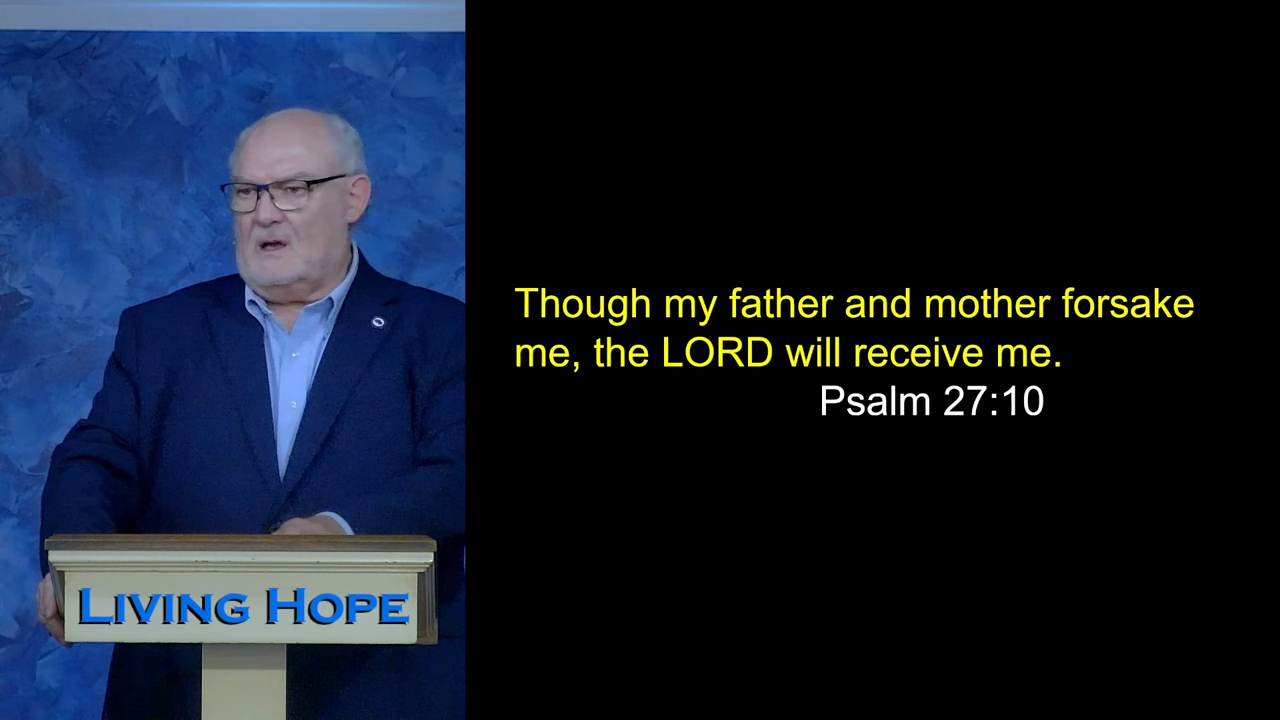 Though my father and mother forsake
me, the LORD will receive me.
Psalm 27:10
LIVING HOPE